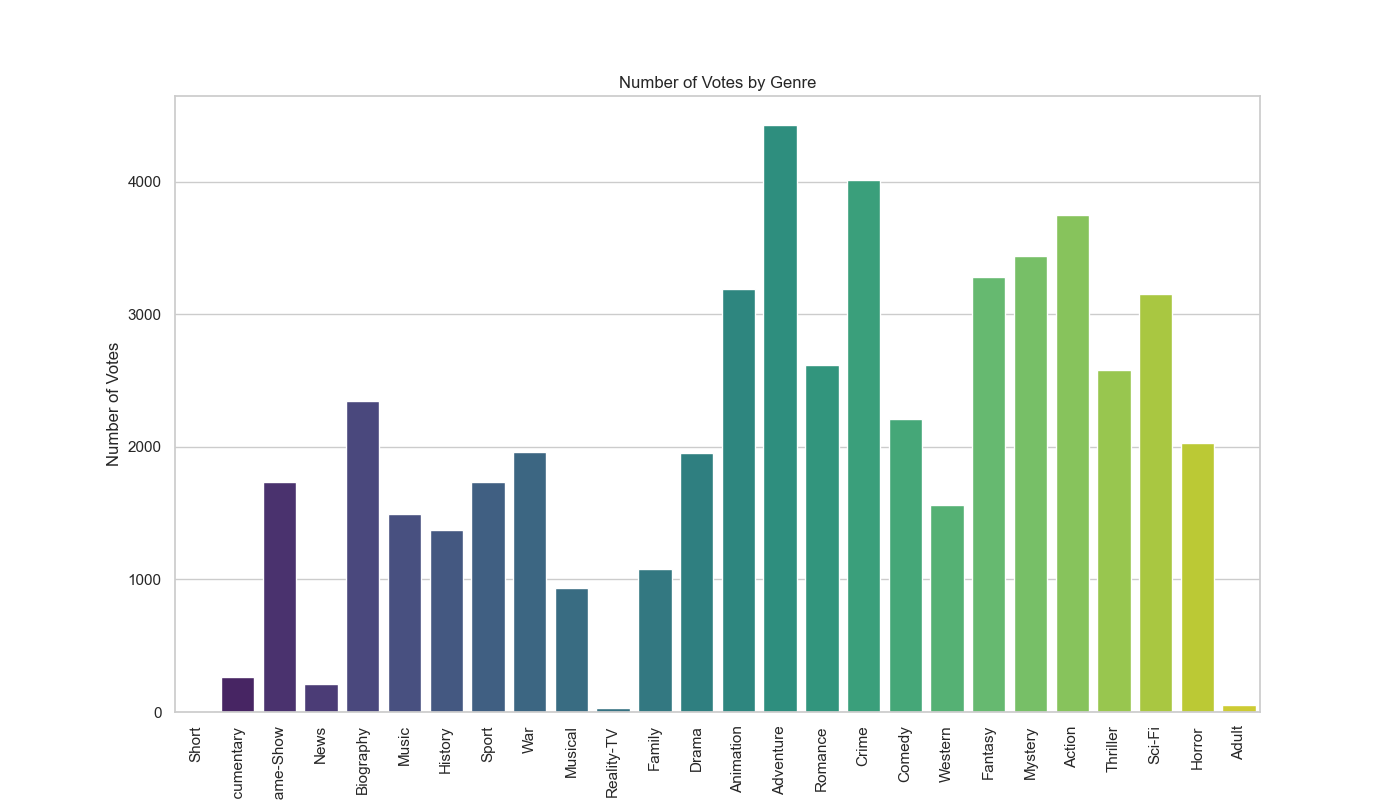 Number of Votes by Genre
Number of Votes
4000
3000
2000
1000
0
Short
cumentary
ame-Show
News
Biography
Music
History
Sport
War
Musical
Reality-TV
Family
Drama
Animation
Adventure
Romance
Crime
Comedy
Western
Fantasy
Mystery
Action
Thriller
Sci-Fi
Horror
Adult